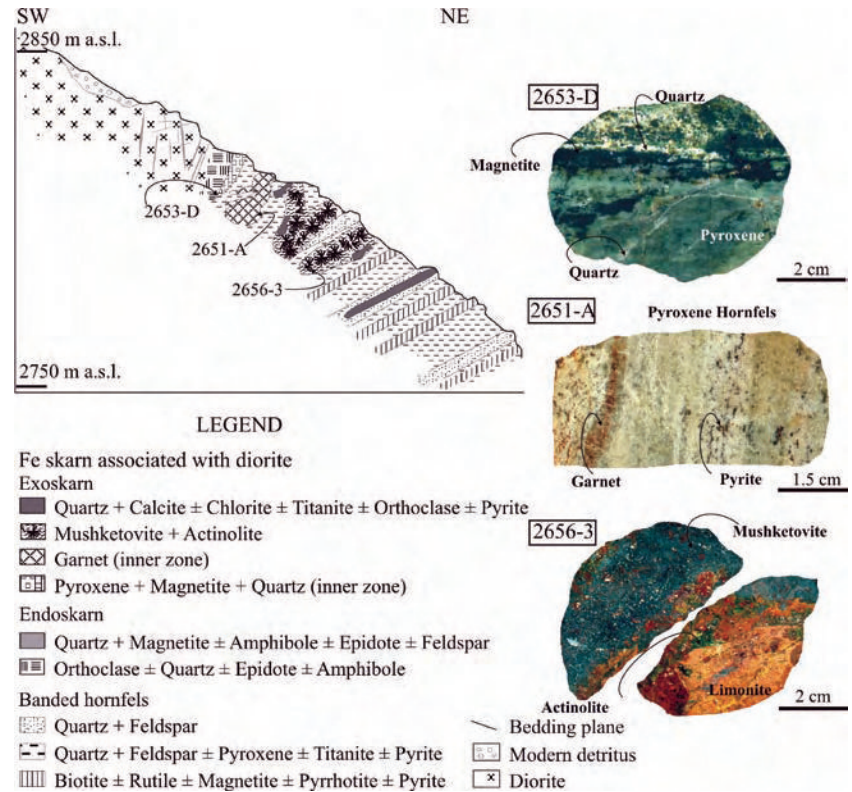 SW
NE
2850 m a.s.l.
2653-D
2651-A
2656-3
2750 m a.s.l.
2653-D
Quartz
Magnetite
Pyroxene
Quartz
2 cm
2651-A
Pyroxene Hornfels
Garnet
Pyrite
1.5 cm
2656-3
Mushketovite
Actinolite
Limonite
2 cm
LEGEND
Fe skarn associated with diorite
Exoskarn
Quartz + Calcite ± Chlorite ± Titanite ± Orthoclase ± Pyrite
Mushketovite + Actinolite
Garnet (inner zone)
Pyroxene + Magnetite + Quartz (inner zone)
Endoskarn
Quartz + Magnetite ± Amphibole ± Epidote ± Feldspar
Orthoclase ± Quartz ± Epidote ± Amphibole
Banded hornfels
Quartz + Feldspar
Quartz + Feldspar ± Pyroxene ± Titanite ± Pyrite
Biotite ± Rutile ± Magnetite ± Pyrrhotite ± Pyrite
Bedding plane
Modern detritus
Diorite